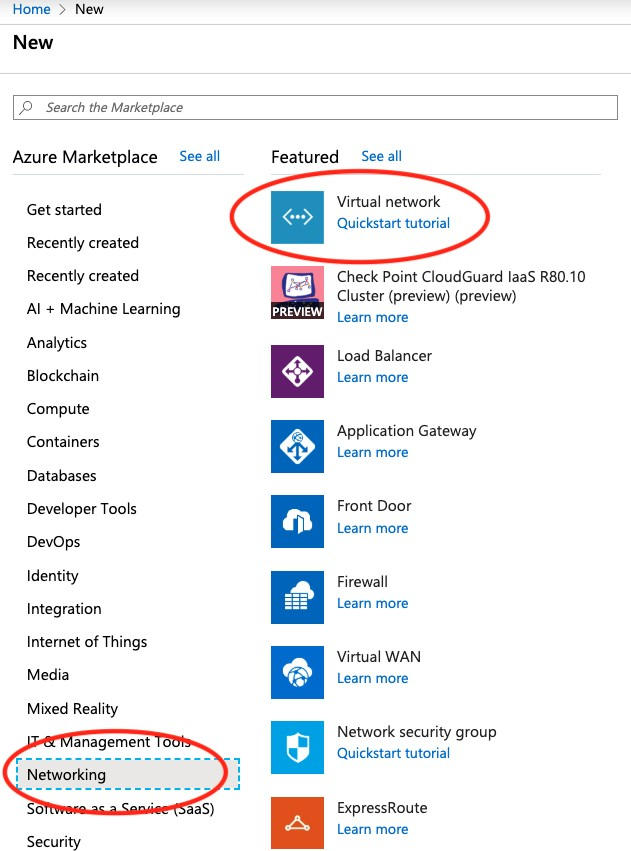 Home > New
New
Search the Marketplace
Azure Marketplace See all
Get started
Recently created
Recently created
AI + Machine Learning
Analytics
Blockchain
Compute
Containers
Databases
Developer Tools
DevOps
Identity
Integration
Internet of Things
Media
Mixed Reality
IT & Management Tools
Networking
Software as a Service (SaaS)
Security
Featured See all
Virtual network
Quickstart tutorial
Check Point CloudGuard IaaS R80.10
Cluster (preview) (preview)
Learn more
PREVIEW
Load Balancer
Learn more
Application Gateway
Learn more
Front Door
Learn more
Firewall
Learn more
Virtual WAN
Learn more
Network security group
Quickstart tutorial
ExpressRoute
Learn more